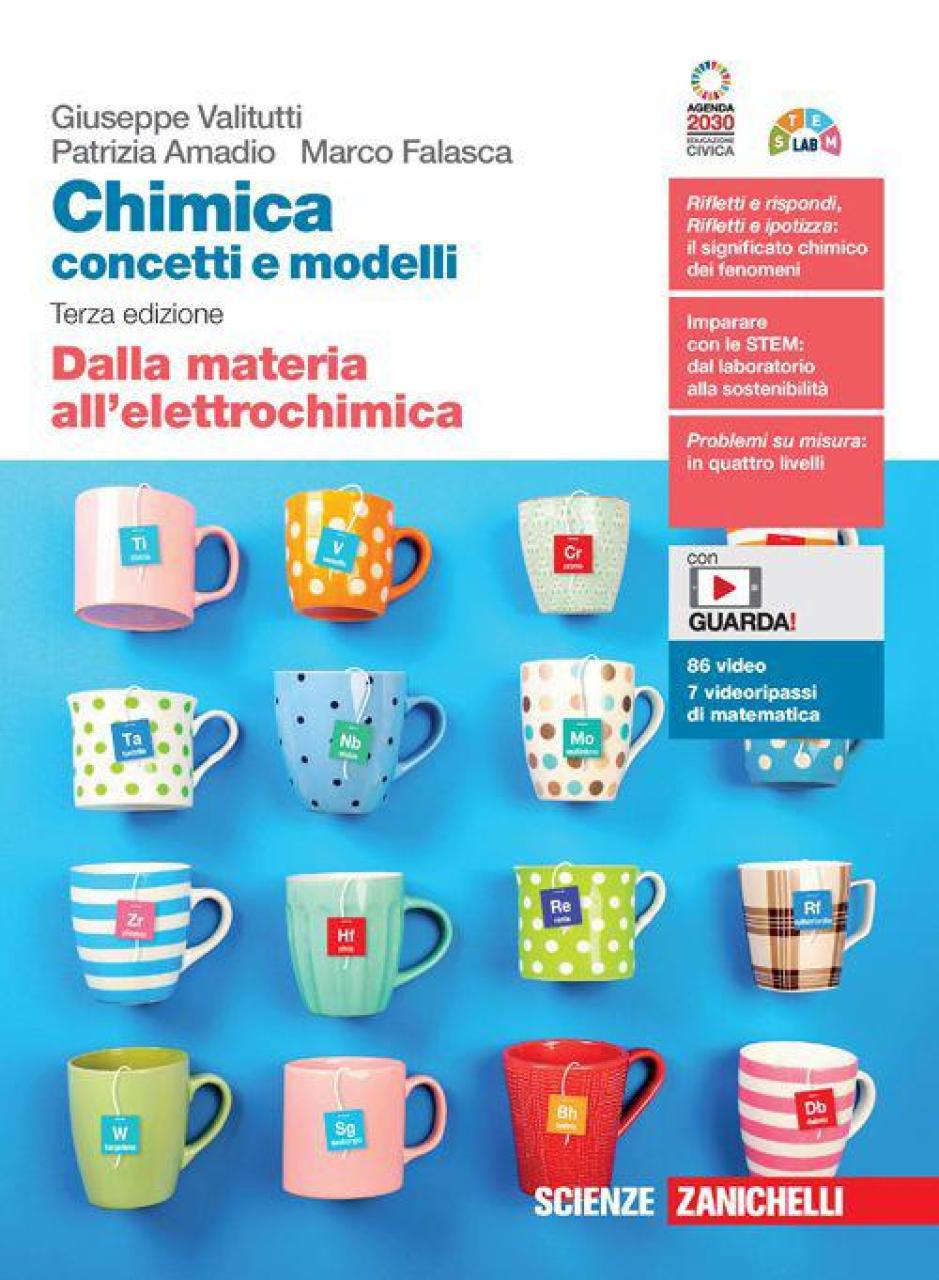 Giuseppe Valitutti
Patrizia Amadio Marco Falasca
Chimica
concetti e modelli
Terza edizione
Dalla materia
all'elettrochimica
AGENDA
2030
EDUCAZIONE
CIVICA
S T E M
LAB
Rifletti e rispondi,
Rifletti e ipotizza:
il significato chimico
dei fenomeni
Imparare
con le STEM:
dal laboratorio
alla sostenibilità
Problemi su misura:
in quattro livelli
con
GUARDA!
86 video
7 videoripassi
di matematica
Ti
V
Cr
cromo
Ta
Nb
Mo
Zr
Hf
Re
Rf
W
Sg
Bh
Db
SCIENZE ZANICHELLI